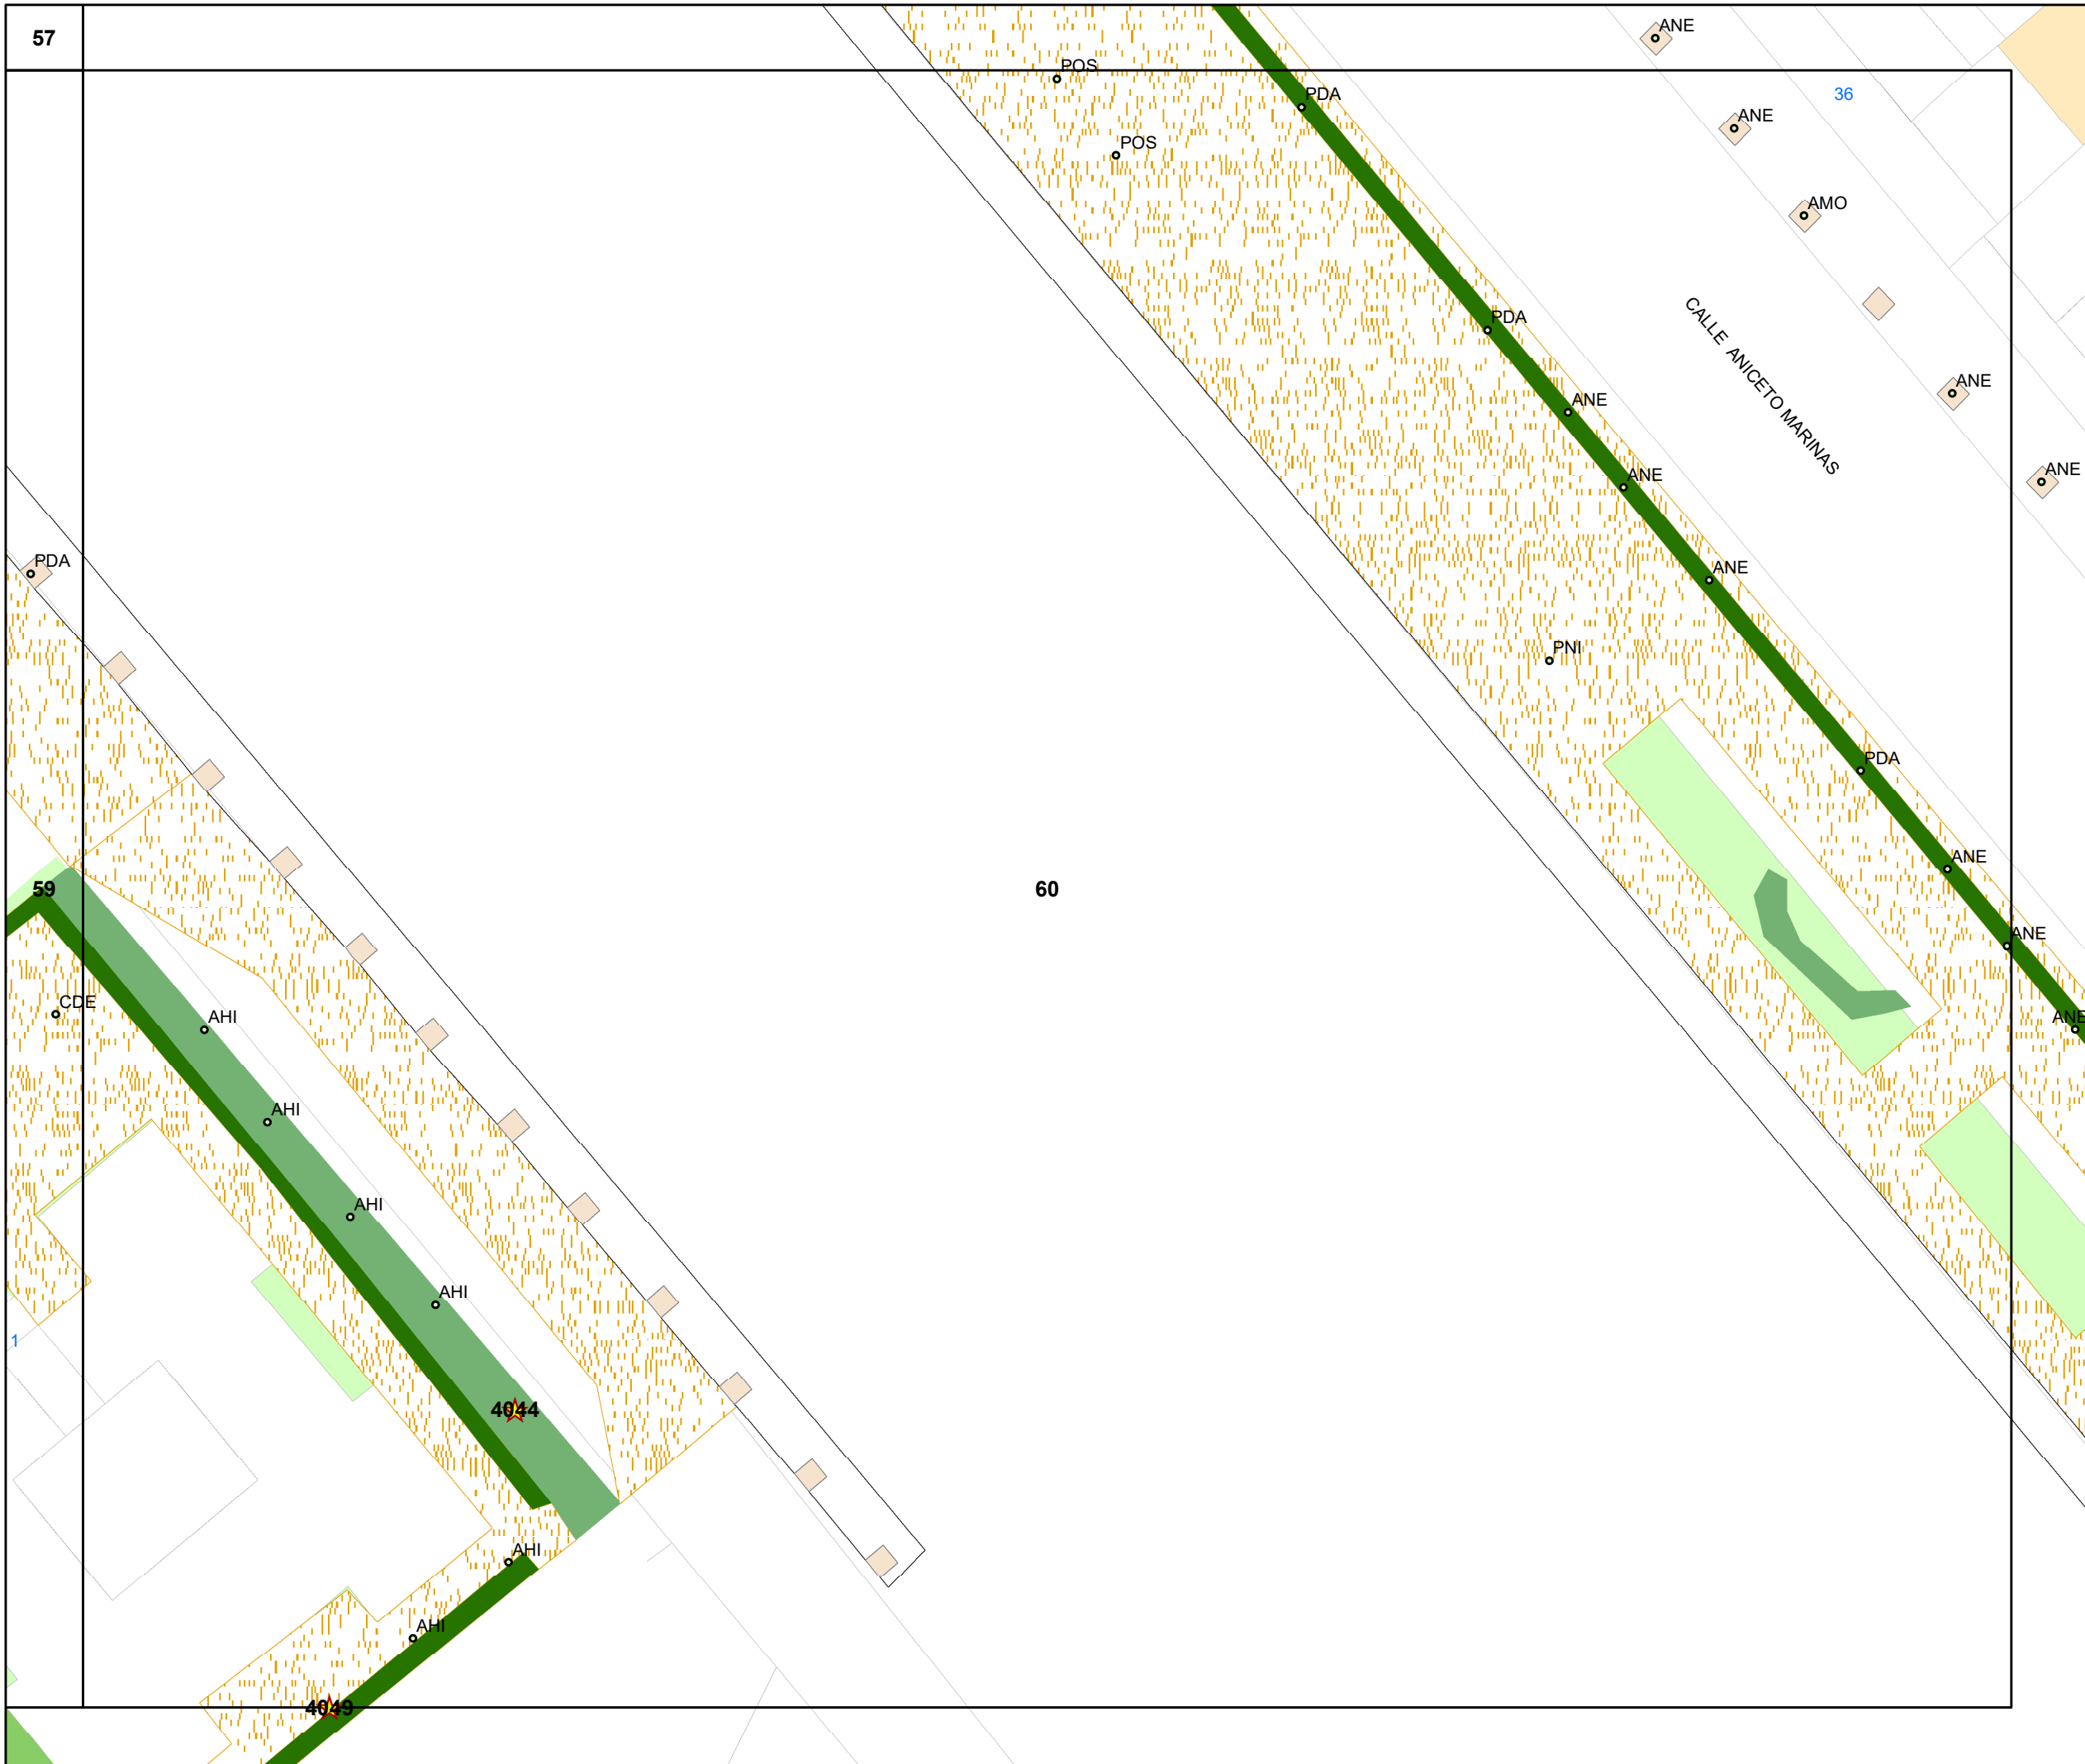 57
ANE
POS
PDA
36
ANE
POS
AMO
CALLE ANICETO MARINAS
PDA
ANE
ANE
ANE
ANE
PDA
ANE
PNI
PDA
ANE
59
60
ANE
CDE
AHI
ANE
AHI
AHI
AHI
1
4044
AHI
AHI
4049